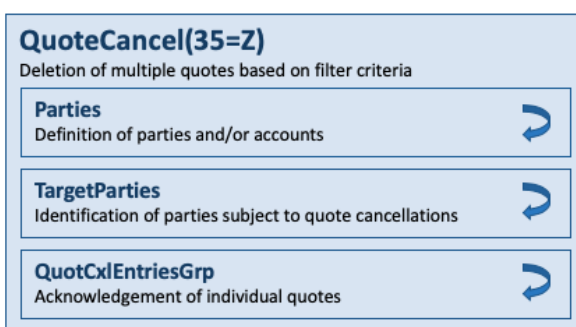 QuoteCancel(35=Z)
Deletion of multiple quotes based on filter criteria
Parties
Definition of parties and/or accounts
TargetParties
Identification of parties subject to quote cancellations
QuotCxlEntriesGrp
Acknowledgement of individual quotes